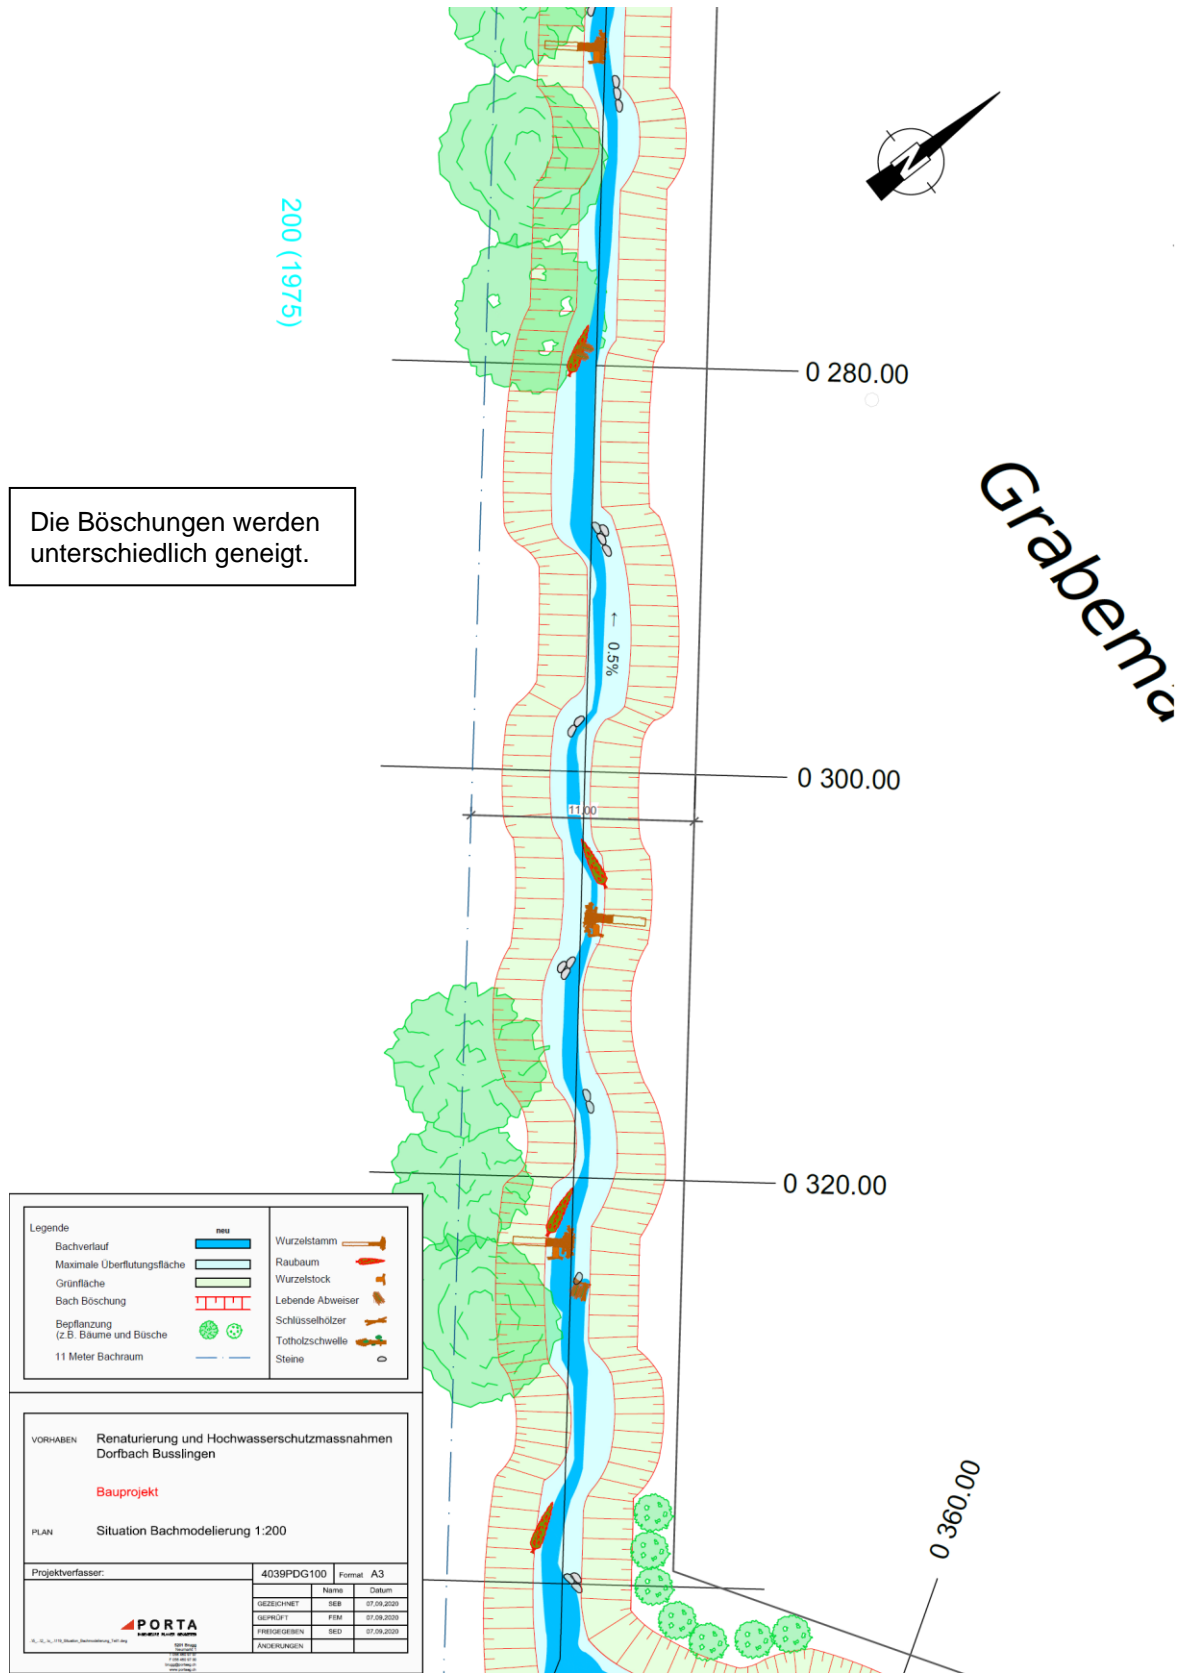 200 (1975)
0 280.00
Grabema
Die Böschungen werden
unterschiedlich geneigt.
← 0.5%
0 300.00
11.00
0 320.00
0 360.00
Legende
neu
Bachverlauf
Maximale Überflutungsfläche
Grünfläche
Bach Böschung
Bepflanzung
(z.B. Bäume und Büsche
11 Meter Bachraum
Wurzelstamm
Raubaum
Wurzelstock
Lebende Abweiser
Schlüsselhölzer
Totholzschwelle
Steine
VORHABEN Renaturierung und Hochwasserschutzmassnahmen
Dorfbach Busslingen
Bauprojekt
PLAN Situation Bachmodelierung 1:200
Projektverfasser:
4039PDG100 Format A3
Name Datum
GEZEICHNET SEB 07.09.2020
GEPRÜFT FEM 07.09.2020
FREIGEGEBEN SED 07.09.2020
ÄNDERUNGEN
PORTA
N